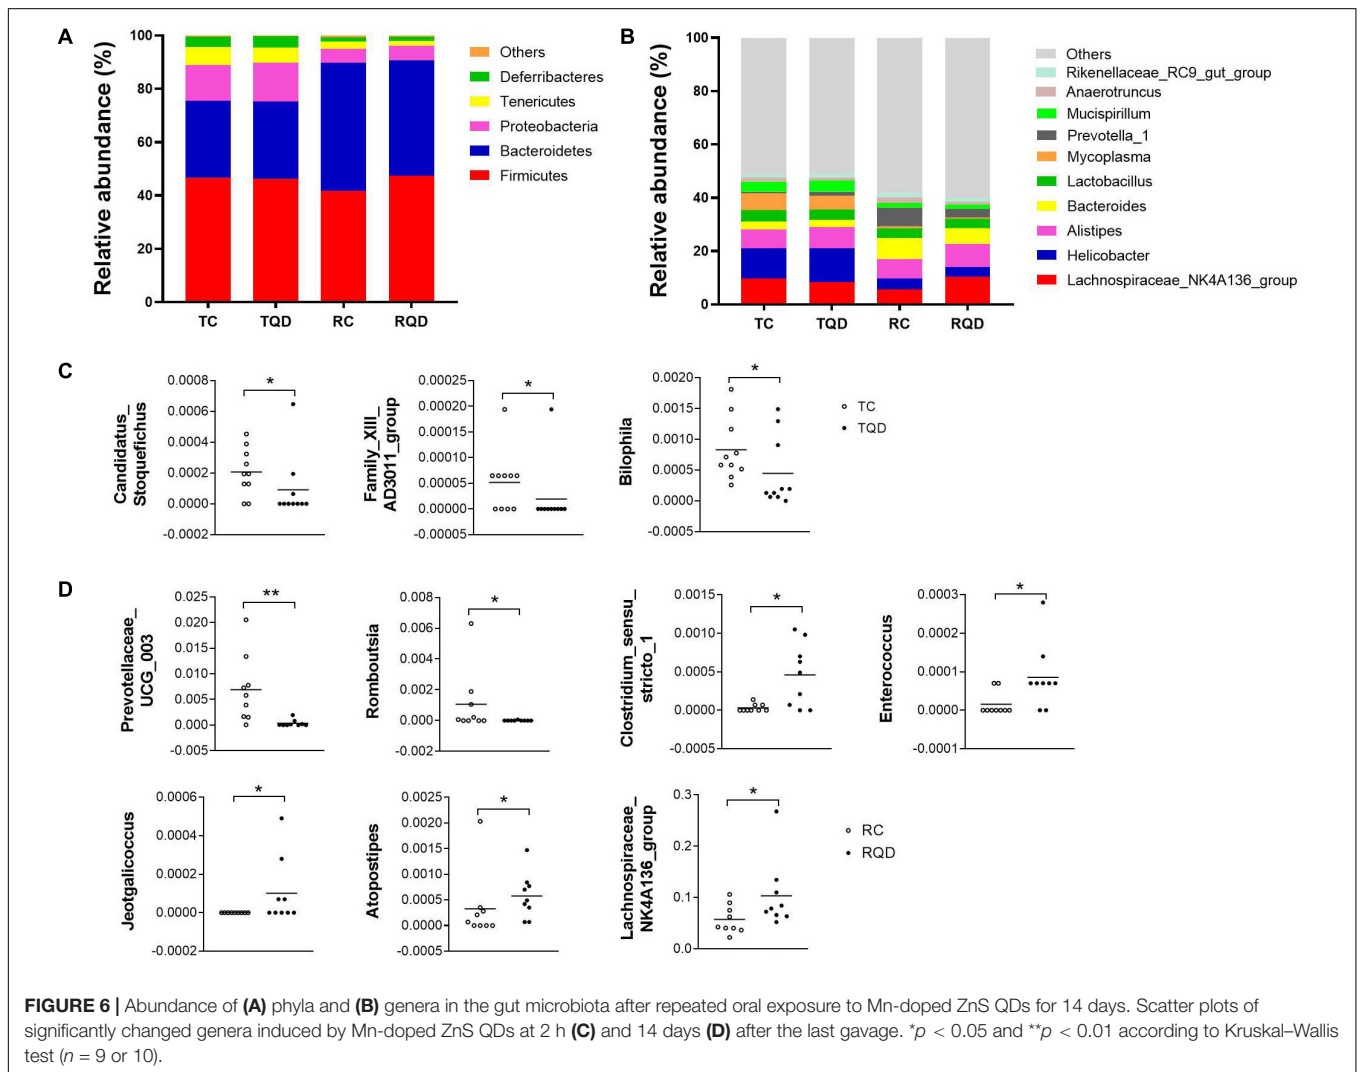 A
Relative abundance (%)
100
80
60
40
20
0
TC TQD RC RQD
Others
Deferribacteres
Tenericutes
Proteobacteria
Bacteroidetes
Firmicutes
B
Relative abundance (%)
100
80
60
40
20
0
TC TQD RC RQD
Others
Rikenellaceae_RC9_gut_group
Anaerotruncus
Mucispirillum
Prevotella_1
Mycoplasma
Lactobacillus
Bacteroides
Alistipes
Helicobacter
Lachnospiraceae_NK4A136_group
C
Candidatus_
Stoquefichus
0.0008
0.0006
0.0004
0.0002
0.0000
-0.0002
*
Family_XIII_
AD3011_group
0.00025
0.00020
0.00015
0.00010
0.00005
0.00000
-0.00005
*
Bilophila
0.0020
0.0015
0.0010
0.0005
0.0000
-0.0005
*
TC
TQD
D
Prevotellaceae_
UCG_003
0.025
0.020
0.015
0.010
0.005
0.000
-0.005
**
Romboutsia
0.008
0.006
0.004
0.002
0.000
-0.002
*
Clostridium_sensu_
stricto_1
0.0015
0.0010
0.0005
0.0000
-0.0005
*
Enterococcus
0.0003
0.0002
0.0001
0.0000
-0.0001
*
Jeotgalicoccus
0.0006
0.0004
0.0002
0.0000
-0.0002
*
Atopostipes
0.0025
0.0020
0.0015
0.0010
0.0005
0.0000
-0.0005
*
Lachnospiraceae_
NK4A136_group
0.3
0.2
0.1
0.0
*
RC
RQD
FIGURE 6 | Abundance of (A) phyla and (B) genera in the gut microbiota after repeated oral exposure to Mn-doped ZnS QDs for 14 days. Scatter plots of
significantly changed genera induced by Mn-doped ZnS QDs at 2 h (C) and 14 days (D) after the last gavage. *p < 0.05 and **p < 0.01 according to Kruskal–Wallis
test (n = 9 or 10).